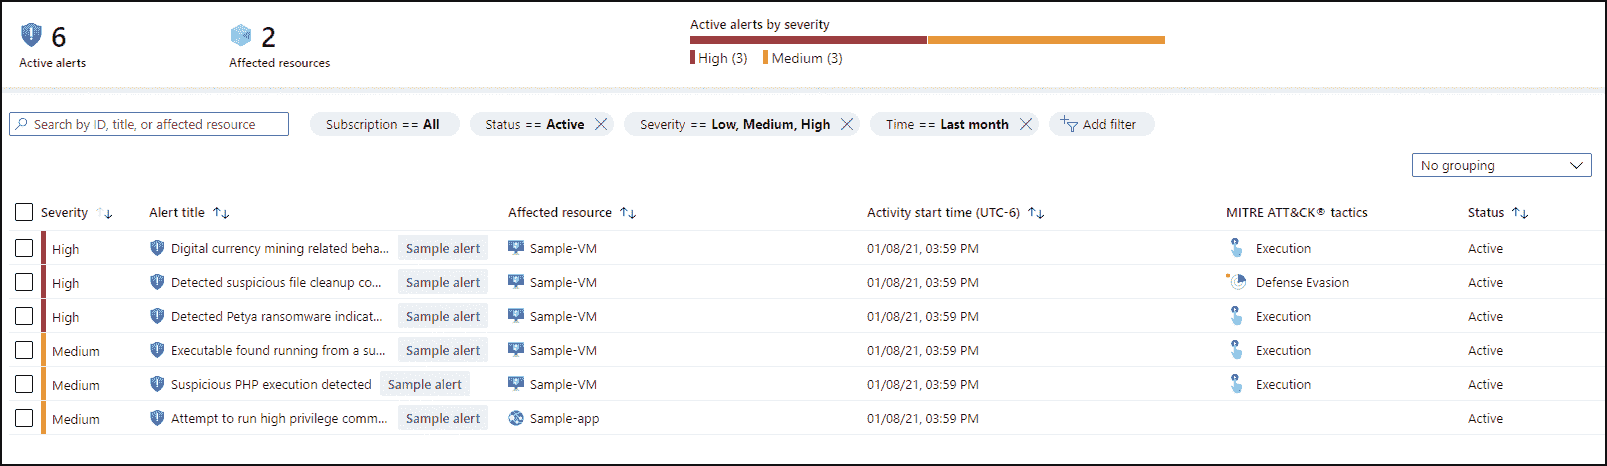 6
Active alerts
2
Affected resources
Active alerts by severity
High (3) Medium (3)
Search by ID, title, or affected resource Subscription == All Status == Active Severity == Low, Medium, High Time == Last month Add filter
No grouping
Severity Alert title Affected resource Activity start time (UTC-6) MITRE ATT&CK® tactics Status
High Digital currency mining related beha... Sample alert Sample-VM 01/08/21, 03:59 PM Execution Active
High Detected suspicious file cleanup co... Sample alert Sample-VM 01/08/21, 03:59 PM Defense Evasion Active
High Detected Petya ransomware indicat... Sample alert Sample-VM 01/08/21, 03:59 PM Execution Active
Medium Executable found running from a su... Sample alert Sample-VM 01/08/21, 03:59 PM Execution Active
Medium Suspicious PHP execution detected Sample alert Sample-VM 01/08/21, 03:59 PM Execution Active
Medium Attempt to run high privilege comm... Sample alert Sample-app 01/08/21, 03:59 PM Active